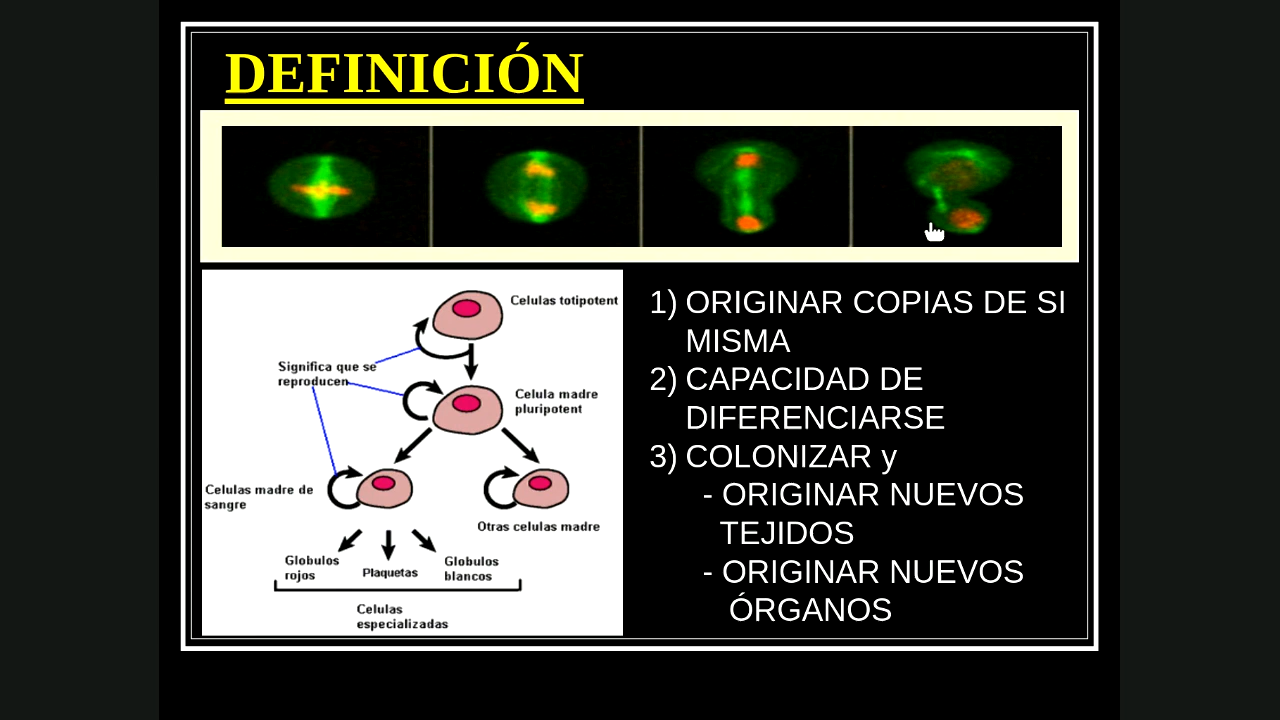 DEFINICIÓN
Celulas totipotent
Significa que se
reproducen
Celula madre
pluripotent
Celulas madre de
sangre
Otras celulas madre
Globulos
rojos
Plaquetas
Globulos
blancos
Celulas
especializadas
1) ORIGINAR COPIAS DE SI
MISMA
2) CAPACIDAD DE
DIFERENCIARSE
3) COLONIZAR y
- ORIGINAR NUEVOS
TEJIDOS
- ORIGINAR NUEVOS
ÓRGANOS